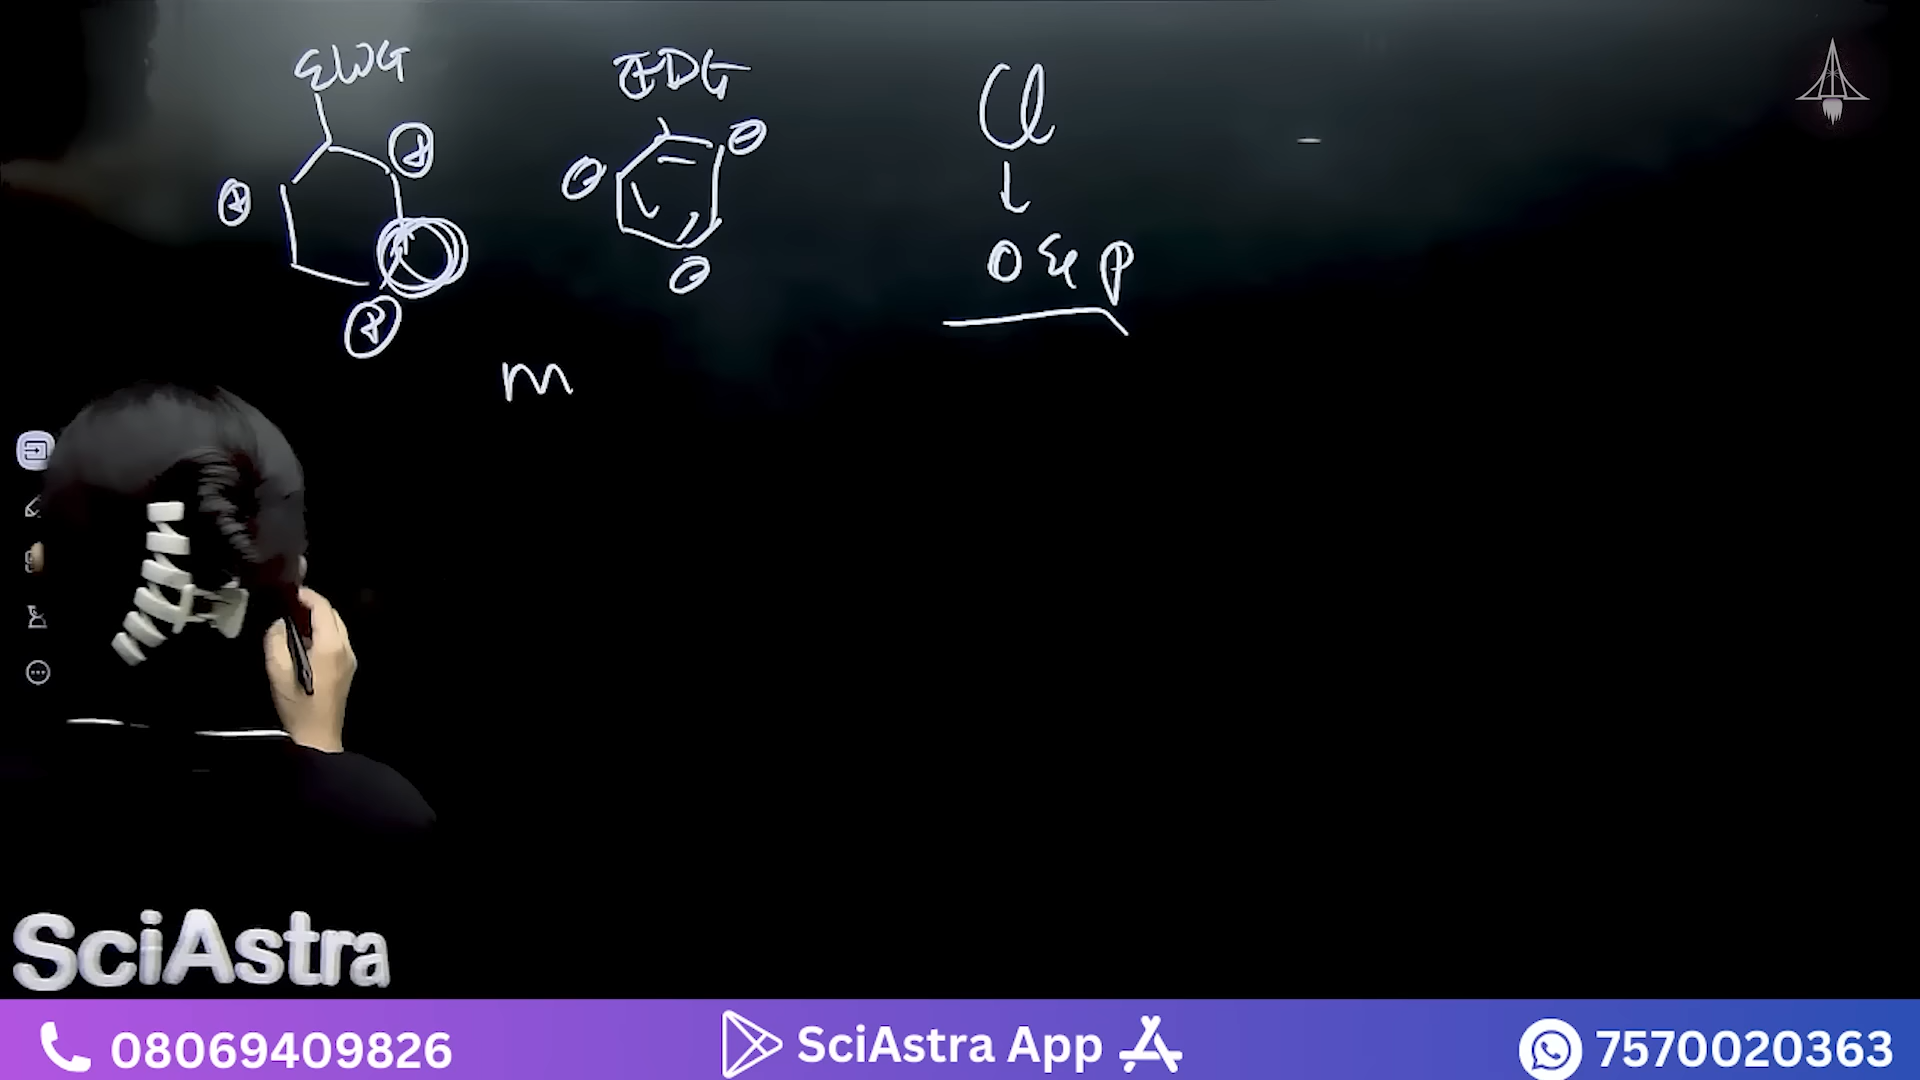 EWG
EDG
Cl
⊕
⊕
⊕
⊖
⊖
⊖
↓
O & P
m
SciAstra
08069409826
SciAstra App
7570020363